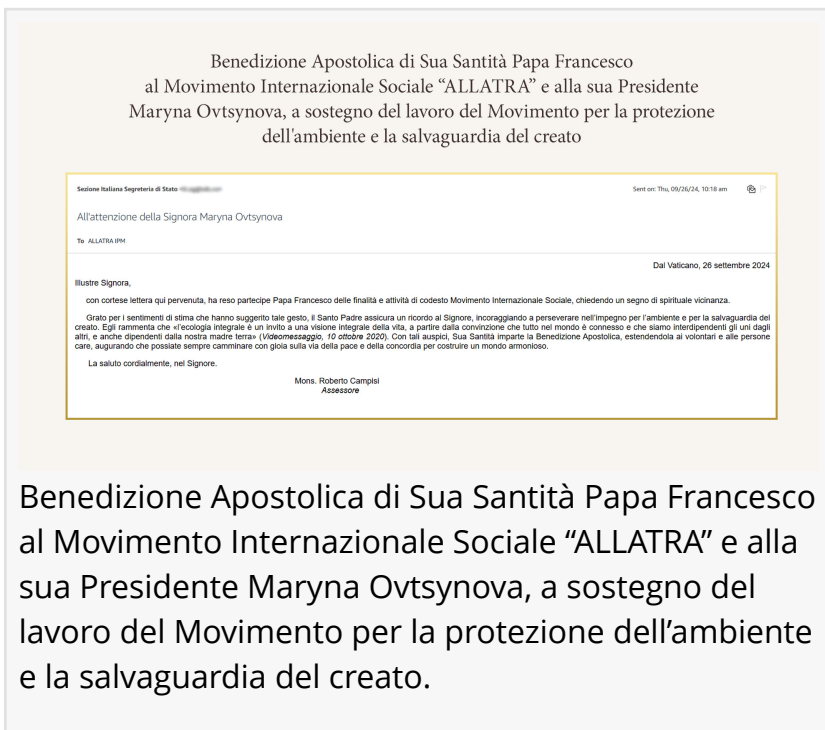 Benedizione Apostolica di Sua Santità Papa Francesco
al Movimento Internazionale Sociale “ALLATRA” e alla sua Presidente
Maryna Ovtsynova, a sostegno del lavoro del Movimento per la protezione
dell'ambiente e la salvaguardia del creato
Sezione Italiana Segreteria di Stato
Sent on: Thu, 09/26/24, 10:18 am
All'attenzione della Signora Maryna Ovtsynova
To ALLATRA IPM
Dal Vaticano, 26 settembre 2024
Illustre Signora,
con cortese lettera qui pervenuta, ha reso partecipe Papa Francesco delle finalità e attività di codesto Movimento Internazionale Sociale, chiedendo un segno di spirituale vicinanza.
Grato per i sentimenti di stima che hanno suggerito tale gesto, il Santo Padre assicura un ricordo al Signore, incoraggiando a perseverare nell'impegno per l'ambiente e per la salvaguardia del
creato. Egli rammenta che «l'ecologia integrale è un invito a una visione integrale della vita, a partire dalla convinzione che tutto nel mondo è connesso e che siamo interdipendenti gli uni dagli
altri, e anche dipendenti dalla nostra madre terra» (Videomessaggio, 10 ottobre 2020). Con tali auspici, Sua Santità imparte la Benedizione Apostolica, estendendola ai volontari e alle persone
care, augurando che possiate sempre camminare con gioia sulla via della pace e della concordia per costruire un mondo armonioso.
La saluto cordialmente, nel Signore.
Mons. Roberto Campisi
Assessore
Benedizione Apostolica di Sua Santità Papa Francesco
al Movimento Internazionale Sociale “ALLATRA” e alla
sua Presidente Maryna Ovtsynova, a sostegno del
lavoro del Movimento per la protezione dell’ambiente
e la salvaguardia del creato.